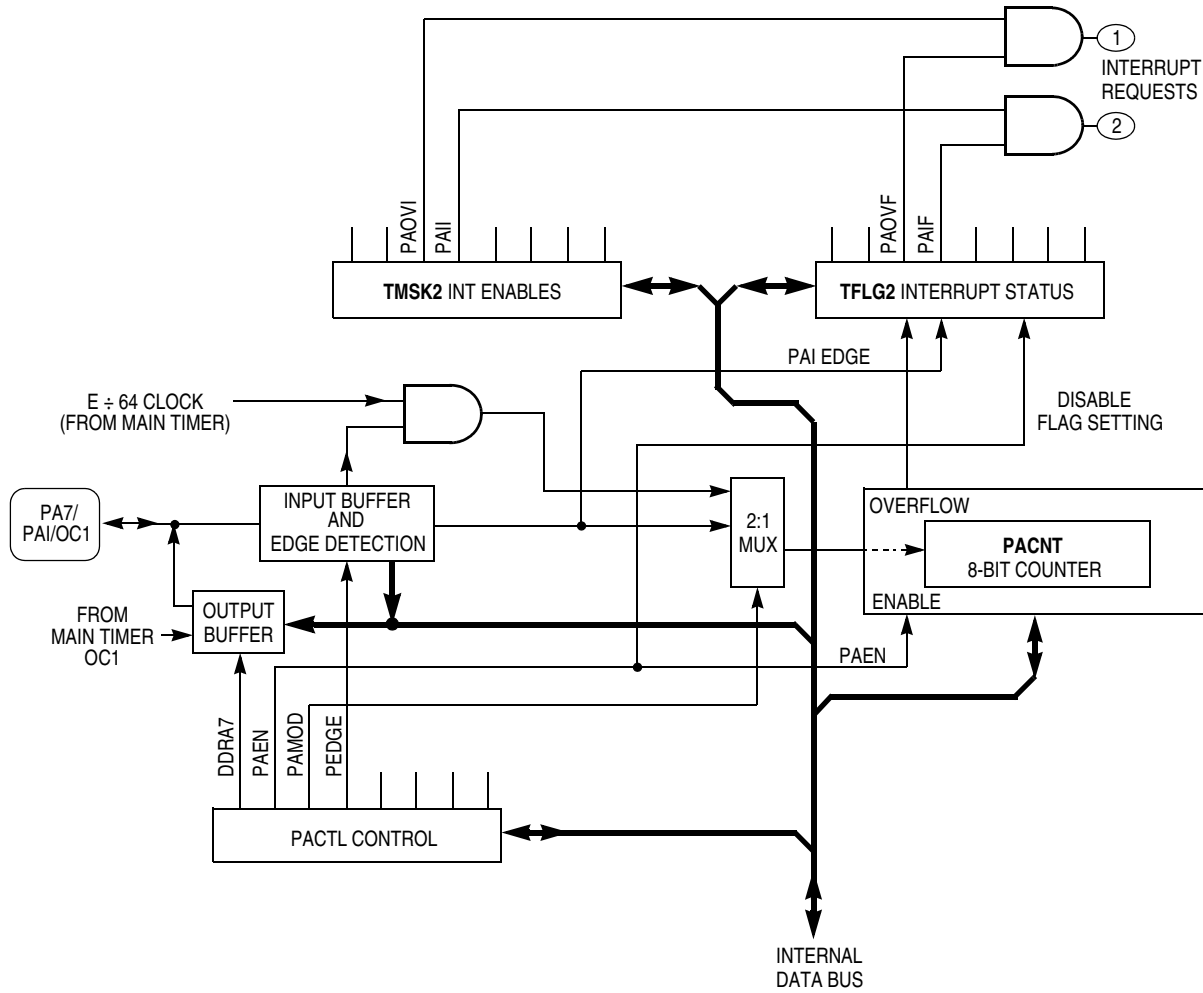 1
INTERRUPT
REQUESTS
2
PAOVI
PAII
PAOVF
PAIF
TMSK2 INT ENABLES
TFLG2 INTERRUPT STATUS
PAI EDGE
E ÷ 64 CLOCK
(FROM MAIN TIMER)
DISABLE
FLAG SETTING
PA7/
PAI/OC1
INPUT BUFFER
AND
EDGE DETECTION
2:1
MUX
OVERFLOW
PACNT
8-BIT COUNTER
ENABLE
FROM
MAIN TIMER
OC1
OUTPUT
BUFFER
PAEN
DDRA7
PAEN
PAMOD
PEDGE
PACTL CONTROL
INTERNAL
DATA BUS